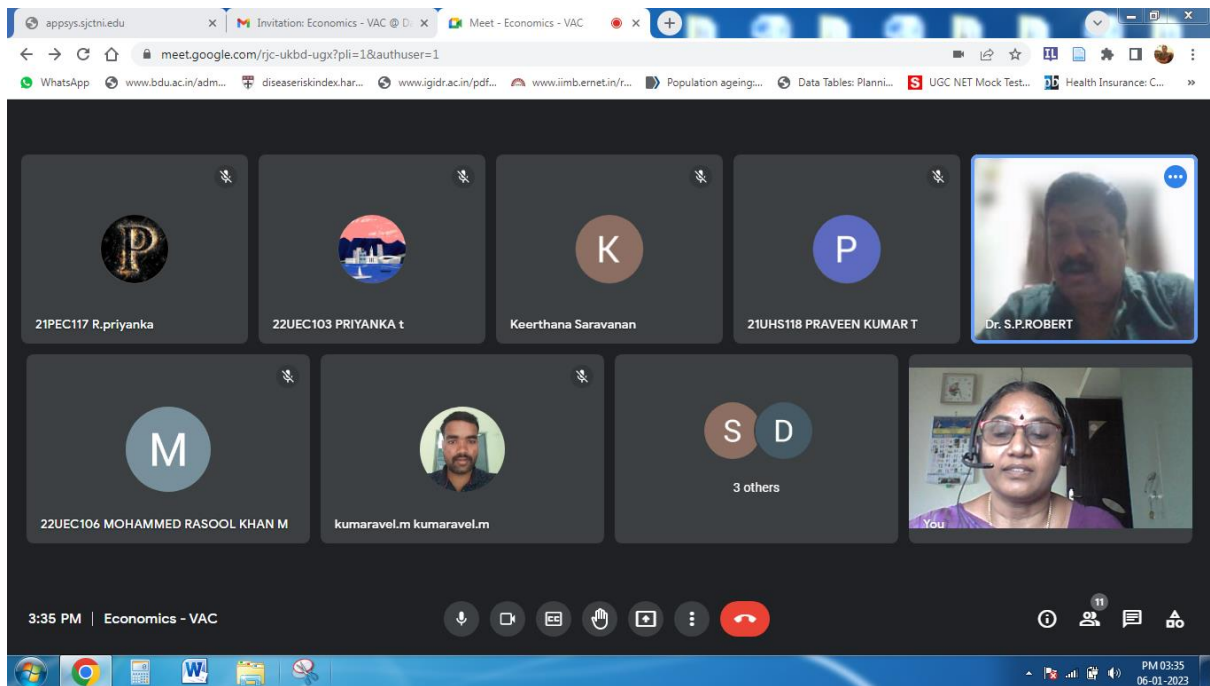 appsys.sjctni.edu
Invitation: Economics - VAC @ D
Meet - Economics - VAC
meet.google.com/rjc-ukbd-ugx?pli=1&authuser=1
WhatsApp
www.bdu.ac.in/adm...
diseaseriskindex.har...
www.igidr.ac.in/pdf...
www.iimb.ernet.in/r...
Population ageing:...
Data Tables: Planni...
UGC NET Mock Test...
Health Insurance: C...
P
K
P
21PEC117 R.priyanka
22UEC103 PRIYANKA t
Keerthana Saravanan
21UHS118 PRAVEEN KUMAR T
Dr. S.P.ROBERT
M
S D
3 others
22UEC106 MOHAMMED RASOOL KHAN M
kumaravel.m kumaravel.m
You
3:35 PM | Economics - VAC
CC
11
W
PM 03:35
06-01-2023